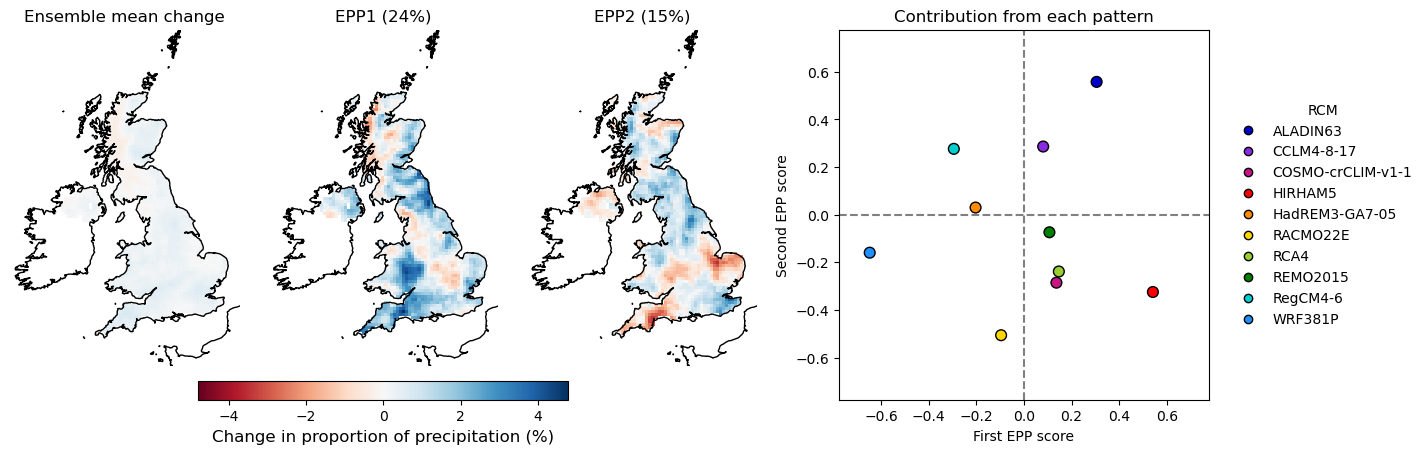 Ensemble mean change
EPP1 (24%)
EPP2 (15%)
Contribution from each pattern
−4
−2
0
2
4
Change in proportion of precipitation (%)
Second EPP score
0.6
0.4
0.2
0.0
−0.2
−0.4
−0.6
−0.6
−0.4
−0.2
0.0
0.2
0.4
0.6
First EPP score
RCM
ALADIN63
CCLM4-8-17
COSMO-crCLIM-v1-1
HIRHAM5
HadREM3-GA7-05
RACMO22E
RCA4
REMO2015
RegCM4-6
WRF381P